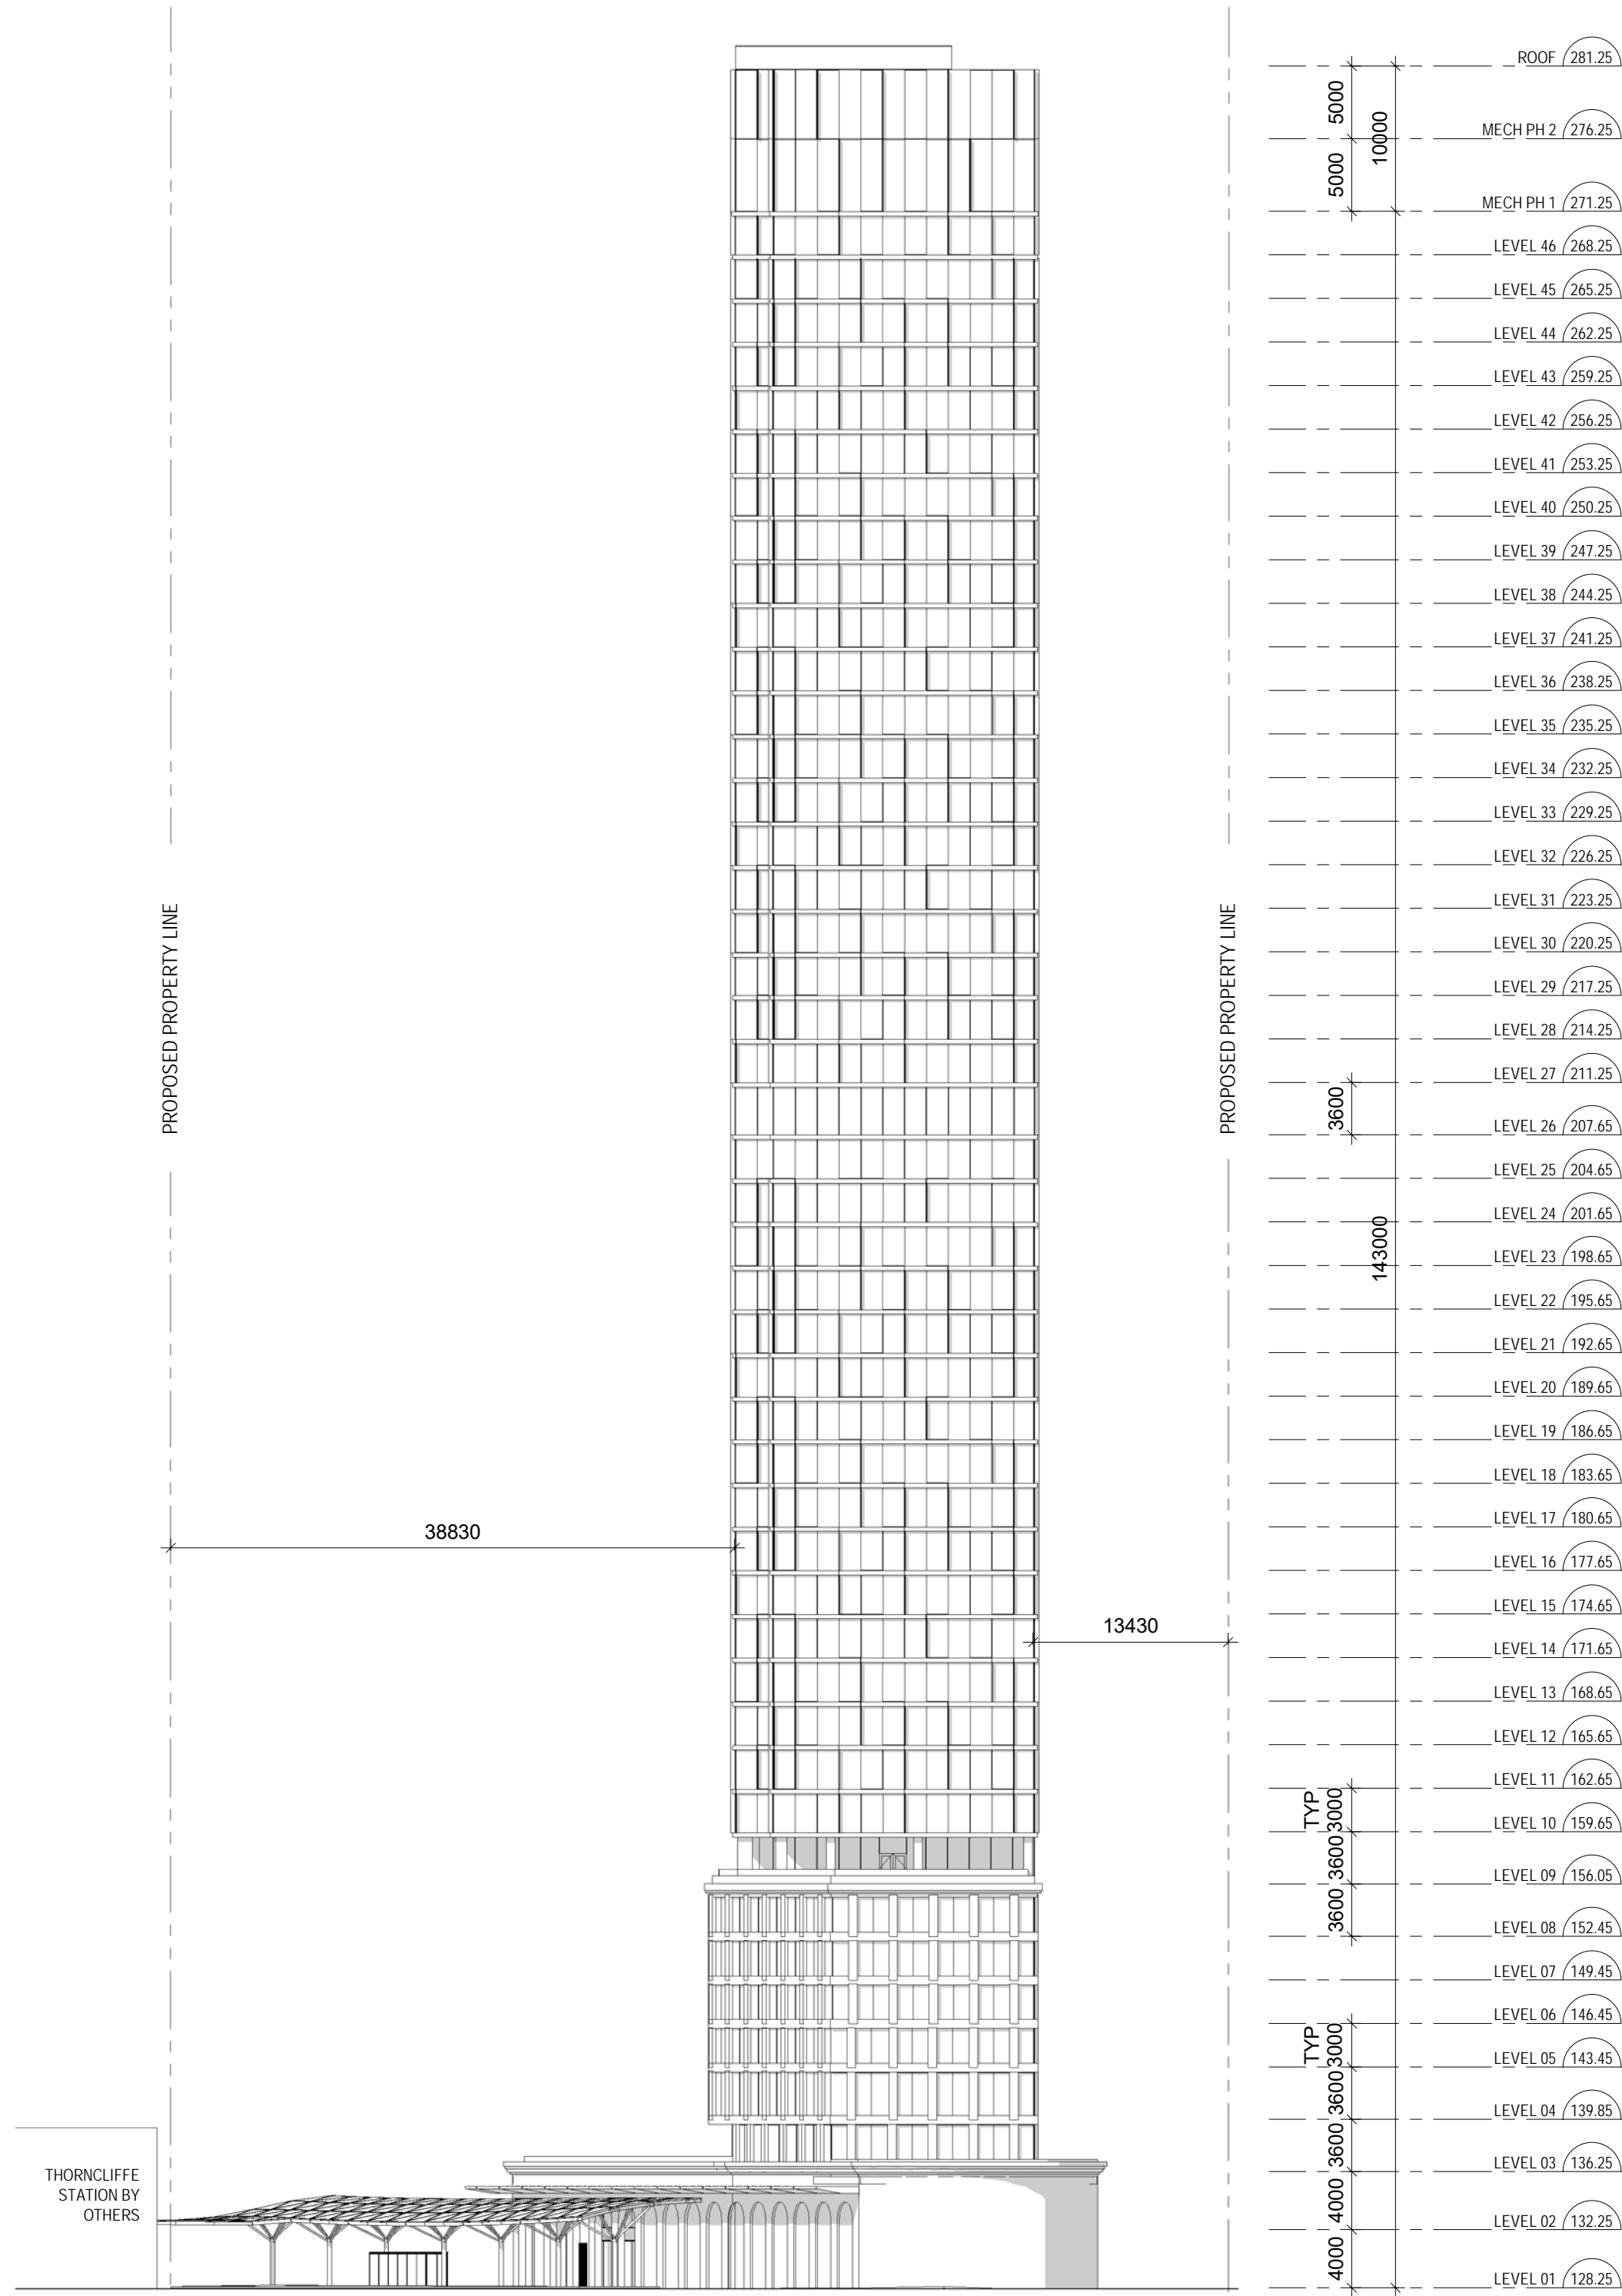 ROOF 281.25
5000
10000
MECH PH 2 276.25
5000
MECH PH 1 271.25
LEVEL 46 268.25
LEVEL 45 265.25
LEVEL 44 262.25
LEVEL 43 259.25
LEVEL 42 256.25
LEVEL 41 253.25
LEVEL 40 250.25
LEVEL 39 247.25
LEVEL 38 244.25
LEVEL 37 241.25
LEVEL 36 238.25
LEVEL 35 235.25
LEVEL 34 232.25
LEVEL 33 229.25
LEVEL 32 226.25
LEVEL 31 223.25
PROPOSED PROPERTY LINE
PROPOSED PROPERTY LINE
LEVEL 30 220.25
LEVEL 29 217.25
LEVEL 28 214.25
LEVEL 27 211.25
3600
LEVEL 26 207.65
LEVEL 25 204.65
LEVEL 24 201.65
143000
LEVEL 23 198.65
LEVEL 22 195.65
LEVEL 21 192.65
LEVEL 20 189.65
LEVEL 19 186.65
LEVEL 18 183.65
LEVEL 17 180.65
38830
LEVEL 16 177.65
LEVEL 15 174.65
13430
LEVEL 14 171.65
LEVEL 13 168.65
LEVEL 12 165.65
LEVEL 11 162.65
TYP
3000
LEVEL 10 159.65
3600
LEVEL 09 156.05
3600
LEVEL 08 152.45
LEVEL 07 149.45
LEVEL 06 146.45
TYP
3000
LEVEL 05 143.45
3600
LEVEL 04 139.85
3600
LEVEL 03 136.25
4000
LEVEL 02 132.25
4000
LEVEL 01 128.25
THORNCLIFFE
STATION BY
OTHERS